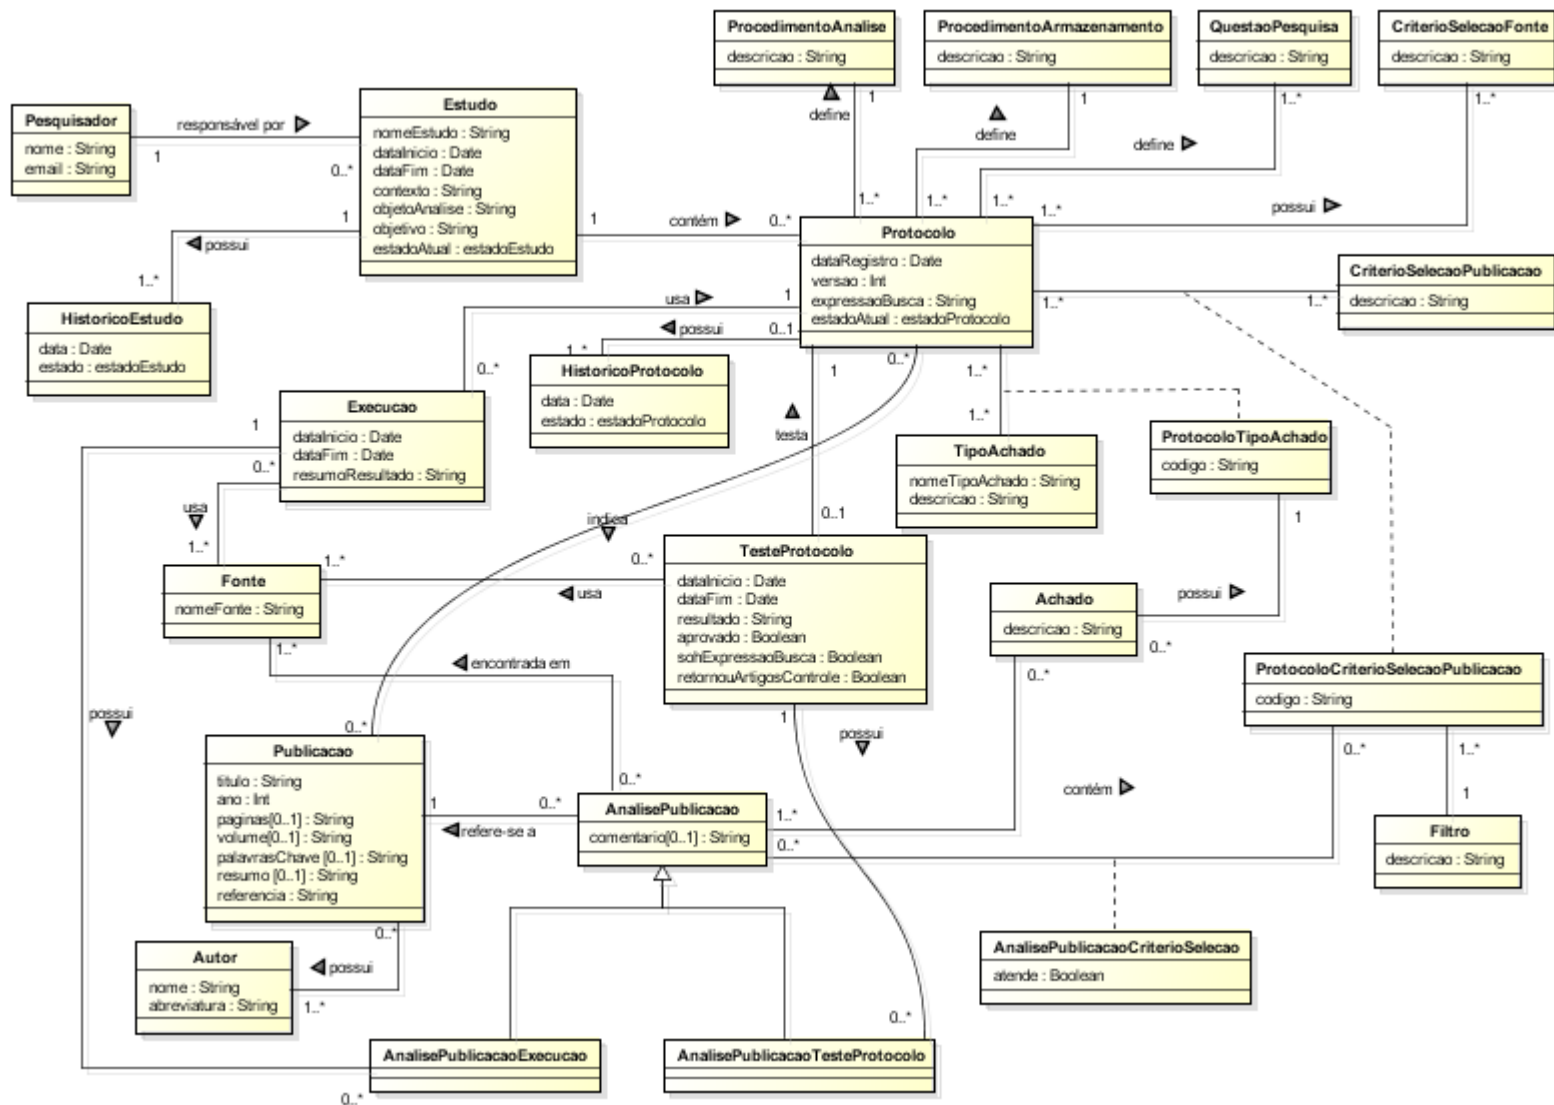 ProcedimentoAnalise
descricao : String
ProcedimentoArmazenamento
descricao : String
QuestaoPesquisa
descricao : String
CriterioSelecaoFonte
descricao : String
1
define
1..*
1
define
1..*
1..*
define
1..*
1..*
possui
1..*
Pesquisador
nome : String
email : String
responsável por
1
0..*
Estudo
nomeEstudo : String
dataInicio : Date
dataFim : Date
contexto : String
objetoAnalise : String
objetivo : String
estadoAtual : estadoEstudo
1
possui
1..*
1
contém
0..*
HistoricoEstudo
data : Date
estado : estadoEstudo
Protocolo
dataRegistro : Date
versao : Int
expressaoBusca : String
estadoAtual : estadoProtocolo
1..*
1..*
CriterioSelecaoPublicacao
descricao : String
usa
1
0..*
possui
0..1
1..*
HistoricoProtocolo
data : Date
estado : estadoProtocolo
Execucao
dataInicio : Date
dataFim : Date
resumoResultado : String
1
0..*
usa
1..*
1
testa
0..1
0..*
indica
0..*
1..*
1..*
TipoAchado
nomeTipoAchado : String
descricao : String
ProtocoloTipoAchado
codigo : String
1
possui
0..*
Fonte
nomeFonte : String
1..*
0..*
usa
TesteProtocolo
dataInicio : Date
dataFim : Date
resultado : String
aprovado : Boolean
sohExpressaoBusca : Boolean
retornouArtigosControle : Boolean
Achado
descricao : String
0..*
ProtocoloCriterioSelecaoPublicacao
codigo : String
1..*
encontrada em
0..*
possui
1
possui
0..*
1..*
1
Publicacao
titulo : String
ano : Int
paginas[0..1] : String
volume[0..1] : String
palavrasChave [0..1] : String
resumo [0..1] : String
referencia : String
1
0..*
refere-se a
AnalisePublicacao
comentario[0..1] : String
1..*
0..*
contém
Filtro
descricao : String
0..*
possui
1..*
Autor
nome : String
abreviatura : String
AnalisePublicacaoCriterioSelecao
atende : Boolean
0..*
AnalisePublicacaoExecucao
AnalisePublicacaoTesteProtocolo
0..*